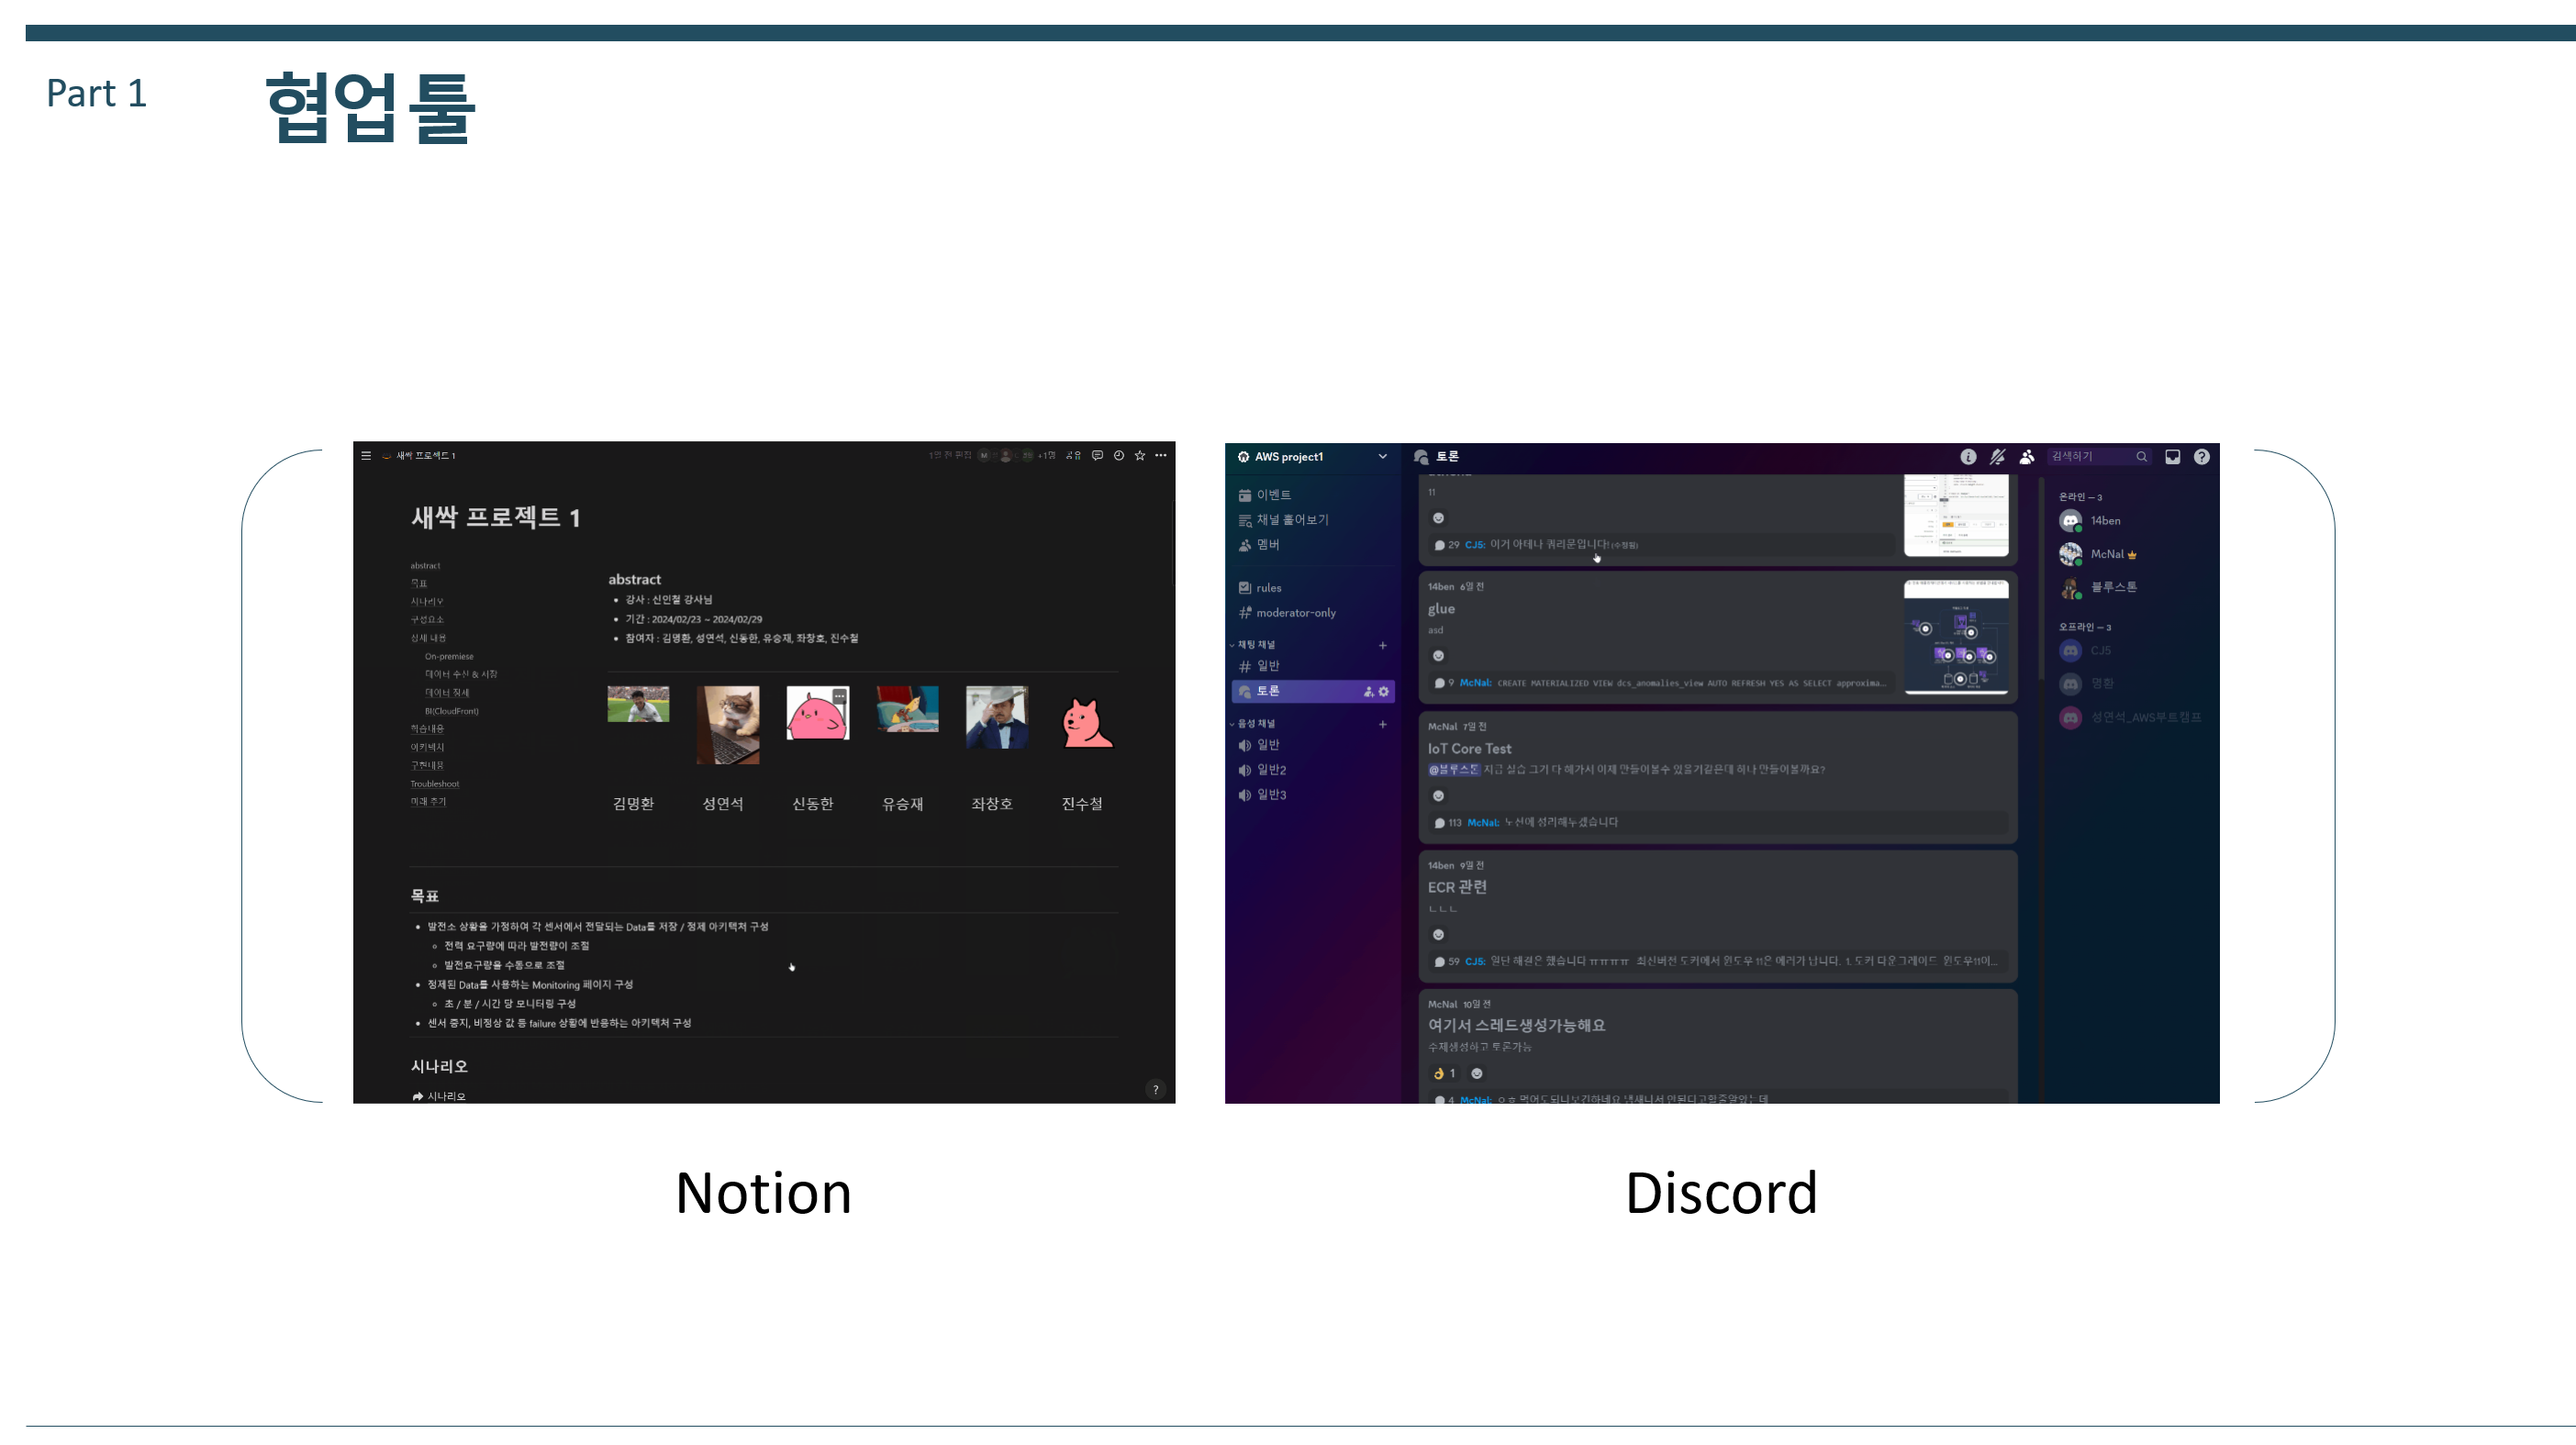 Part 1
협업 툴
새싹 프로젝트 1
공유
새싹 프로젝트 1
abstract
목표
시나리오
구성요소
상세 내용
On-premiese
데이터 수신 & 저장
데이터 정제
BI(CloudFront)
학습내용
아키텍처
구현내용
Troubleshoot
미래 추가
abstract
강사 : 신인철 강사님
기간 : 2024/02/23 ~ 2024/02/29
참여자 : 김명환, 성연석, 신동한, 유승재, 좌창호, 진수철
김명환 성연석 신동한 유승재 좌창호 진수철
목표
발전소 상황을 가정하여 각 센서에서 전달되는 Data를 저장 / 정제 아키텍처 구성
전력 요구량에 따라 발전량이 조절
발전요구량을 수동으로 조절
정제된 Data를 사용하는 Monitoring 페이지 구성
초 / 분 / 시간 당 모니터링 구성
센서 중지, 비정상 값 등 failure 상황에 반응하는 아키텍처 구성
시나리오
시나리오
?
Notion
AWS project1
이벤트
채널 훑어보기
멤버
rules
moderator-only
채팅 채널
일반
토론
음성 채널
일반
일반2
일반3
토론
검색하기
11
29 CJ5: 이거 아테나 쿼리문입니다! (수정됨)
14ben 6일 전
glue
asd
9 McNal: CREATE MATERIALIZED VIEW dcs_anomalies_view AUTO REFRESH YES AS SELECT approxima...
McNal 7일 전
IoT Core Test
@블루스톤 지금 실습 그거 다 해가서 이제 만들어볼수 있을거같은데 하나 만들어볼까요?
113 McNal: 노션에 정리해두겠습니다
14ben 9일 전
ECR 관련
ㄴㄴㄴ
59 CJ5: 일단 해결은 했습니다 ㅠㅠㅠㅠ 최신버전 도커에서 윈도우 11은 에러가 납니다. 1. 도커 다운그레이드 윈도우11이...
McNal 10일 전
여기서 스레드생성가능해요
주제생성하고 토론가능
1
4 McNal:
온라인 — 3
14ben
McNal
블루스톤
오프라인 — 3
CJ5
명환
성연석_AWS부트캠프
Discord